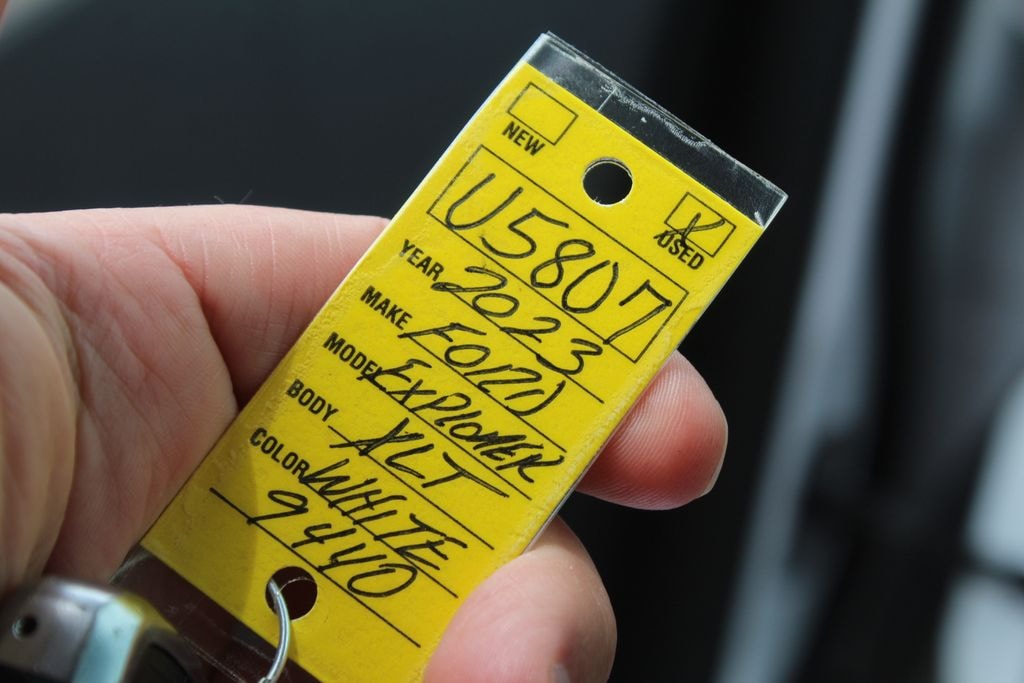 NEW
X
USED
U5807
YEAR 2023
MAKE FORD
MODEL EXPLORER
BODY XLT
COLOR WHITE
9440